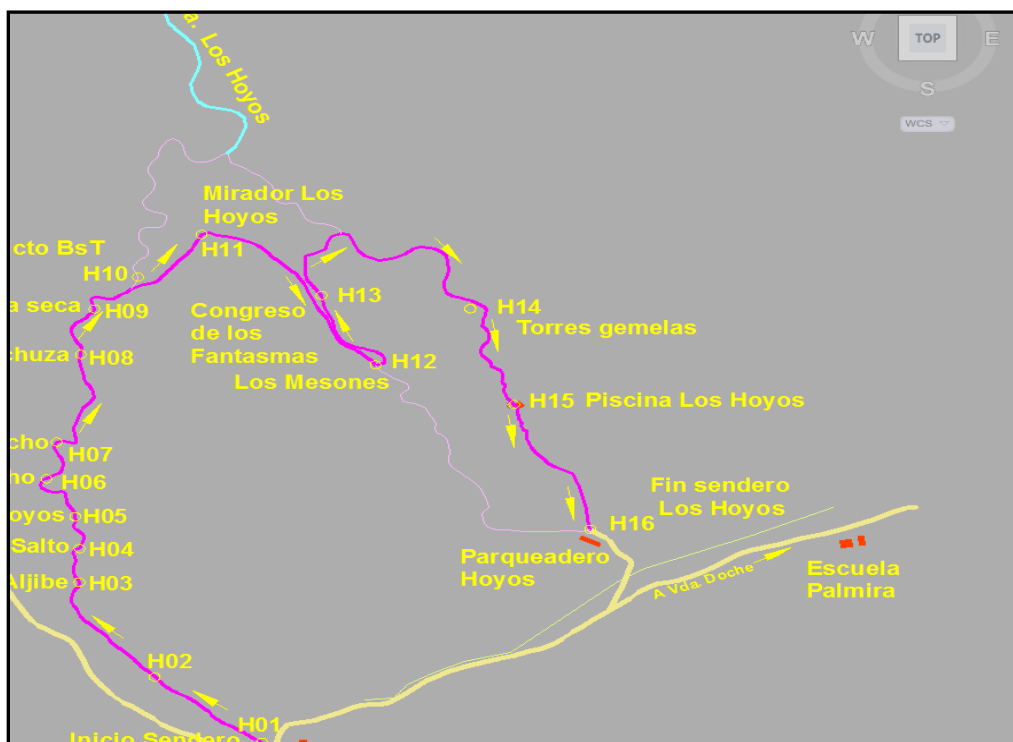 a. Los Hoyos
W
TOP
E
S
WCS
Mirador Los
Hoyos
H11
cto BsT
H10
a seca
H09
H13
H14
Congreso
de los
Fantasmas
Torres gemelas
chuza
H08
H12
Los Mesones
H15 Piscina Los Hoyos
cho
H07
no
H06
Fin sendero
Los Hoyos
oyos
H05
H16
Salto
H04
Parqueadero
Hoyos
Aljibe
H03
A Vda. Doche
Escuela
Palmira
H02
H01
Inicio Sendero